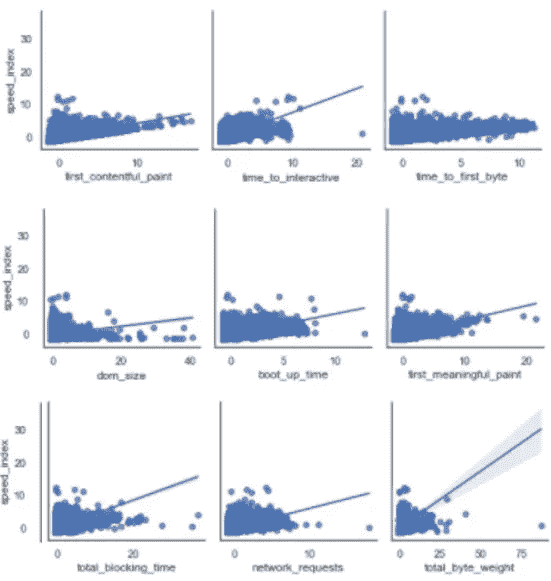 speed_index
30
20
10
0
0 10
first_contentful_paint
0 10 20
time_to_interactive
0 5 10
time_to_first_byte
speed_index
30
20
10
0
0 20 40
dom_size
0 5 10
boot_up_time
0 10 20
first_meaningful_paint
speed_index
30
20
10
0
0 20
total_blocking_time
0 10
network_requests
0 25 50 75
total_byte_weight